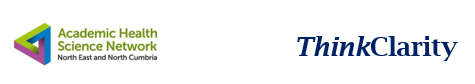 Academic Health
Science Network
North East and North Cumbria
ThinkClarity